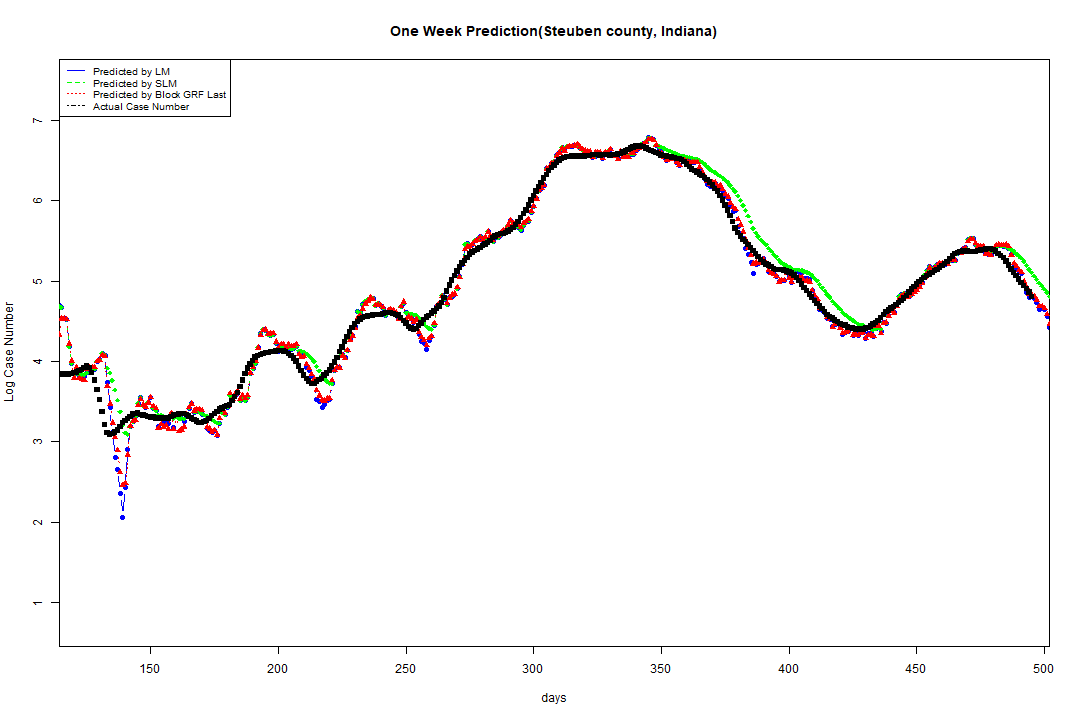 One Week Prediction(Steuben county, Indiana)
Predicted by LM
Predicted by SLM
Predicted by Block GRF Last
Actual Case Number
7
6
5
4
3
2
1
Log Case Number
150 200 250 300 350 400 450 500
days